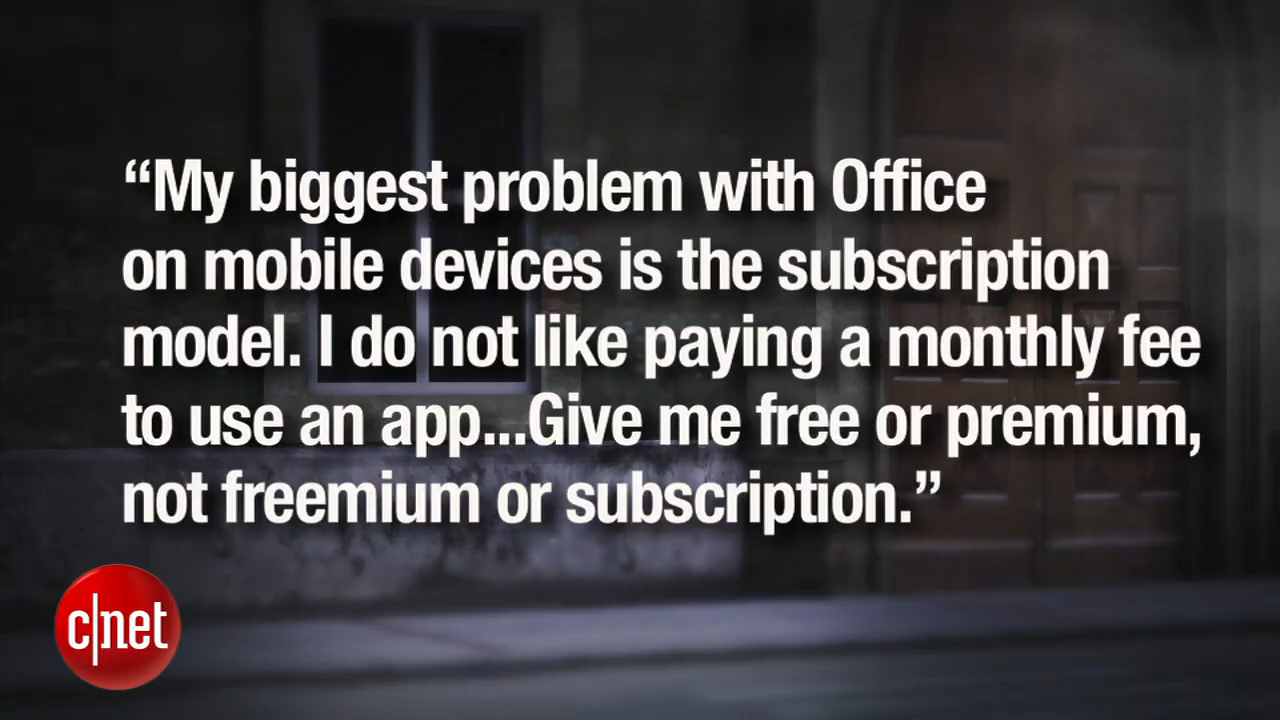 “My biggest problem with Office
on mobile devices is the subscription
model. I do not like paying a monthly fee
to use an app...Give me free or premium,
not freemium or subscription.”
c|net